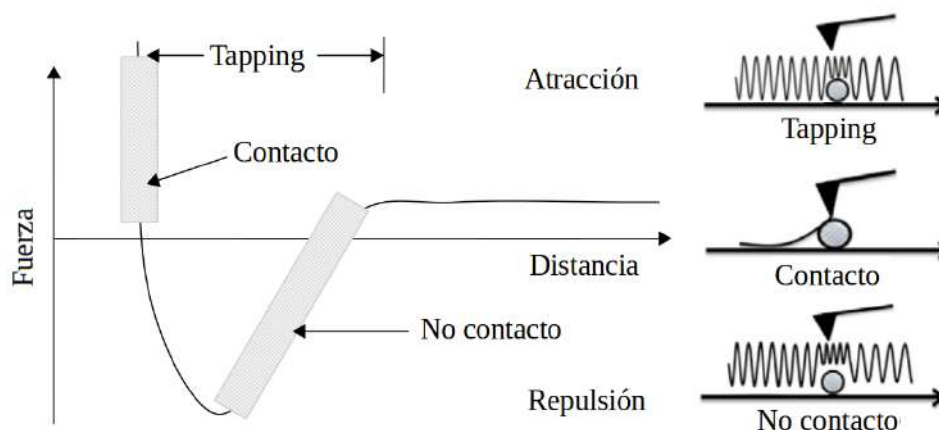 Tapping
Atracción
Contacto
Fuerza
Distancia
No contacto
Repulsión
Tapping
Contacto
No contacto